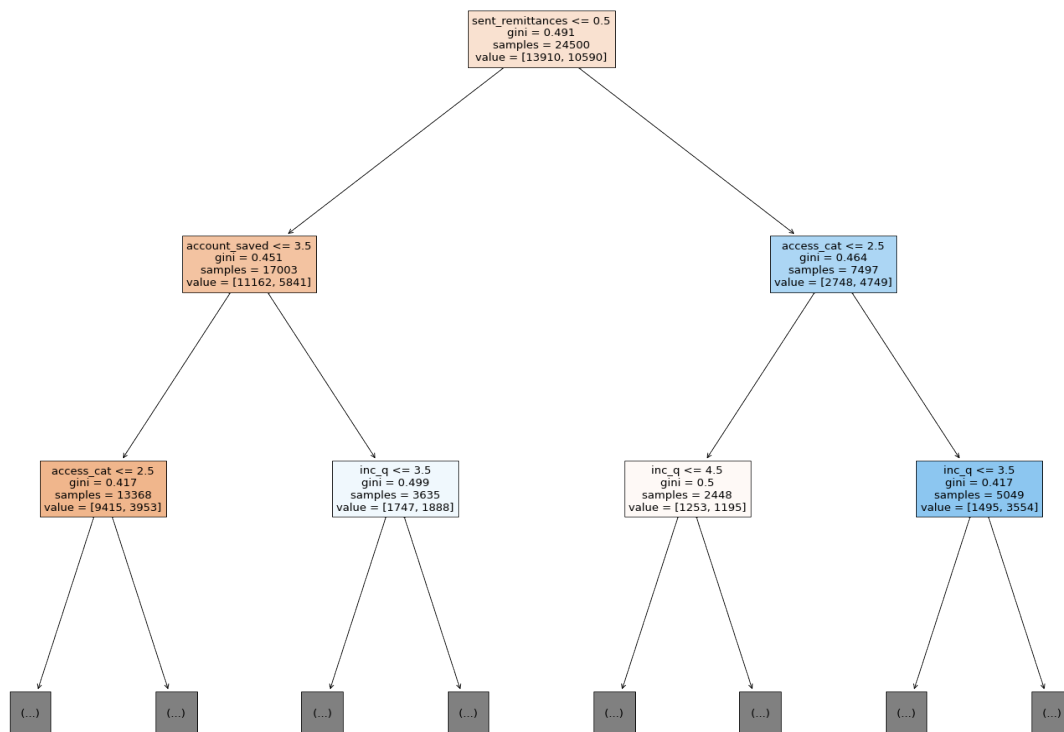 sent_remittances <= 0.5
gini = 0.491
samples = 24500
value = [13910, 10590]
account_saved <= 3.5
gini = 0.451
samples = 17003
value = [11162, 5841]
access_cat <= 2.5
gini = 0.464
samples = 7497
value = [2748, 4749]
access_cat <= 2.5
gini = 0.417
samples = 13368
value = [9415, 3953]
inc_q <= 3.5
gini = 0.499
samples = 3635
value = [1747, 1888]
inc_q <= 4.5
gini = 0.5
samples = 2448
value = [1253, 1195]
inc_q <= 3.5
gini = 0.417
samples = 5049
value = [1495, 3554]
(...)
(...)
(...)
(...)
(...)
(...)
(...)
(...)